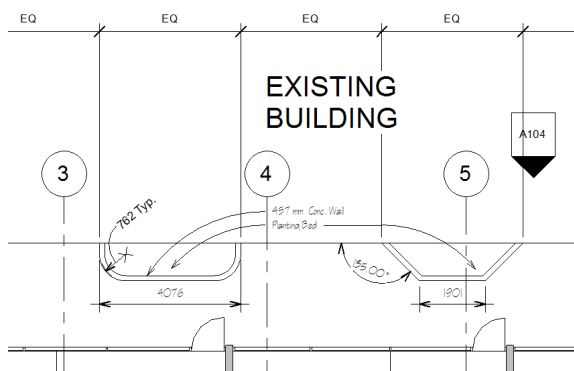 EQ EQ EQ EQ
EXISTING
BUILDING
A104
3 4 5
762 Typ.
457 mm Conc. Wall
Planting Bed
135.00°
4076 1901